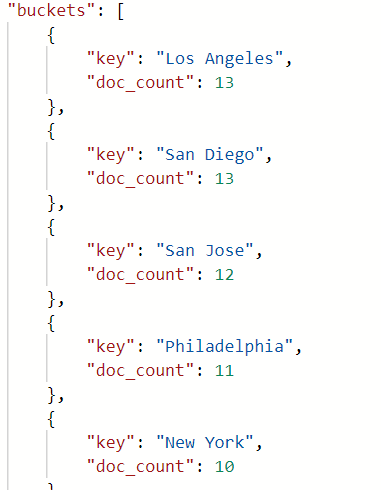 "buckets": [
{
"key": "Los Angeles",
"doc_count": 13
},
{
"key": "San Diego",
"doc_count": 13
},
{
"key": "San Jose",
"doc_count": 12
},
{
"key": "Philadelphia",
"doc_count": 11
},
{
"key": "New York",
"doc_count": 10
}